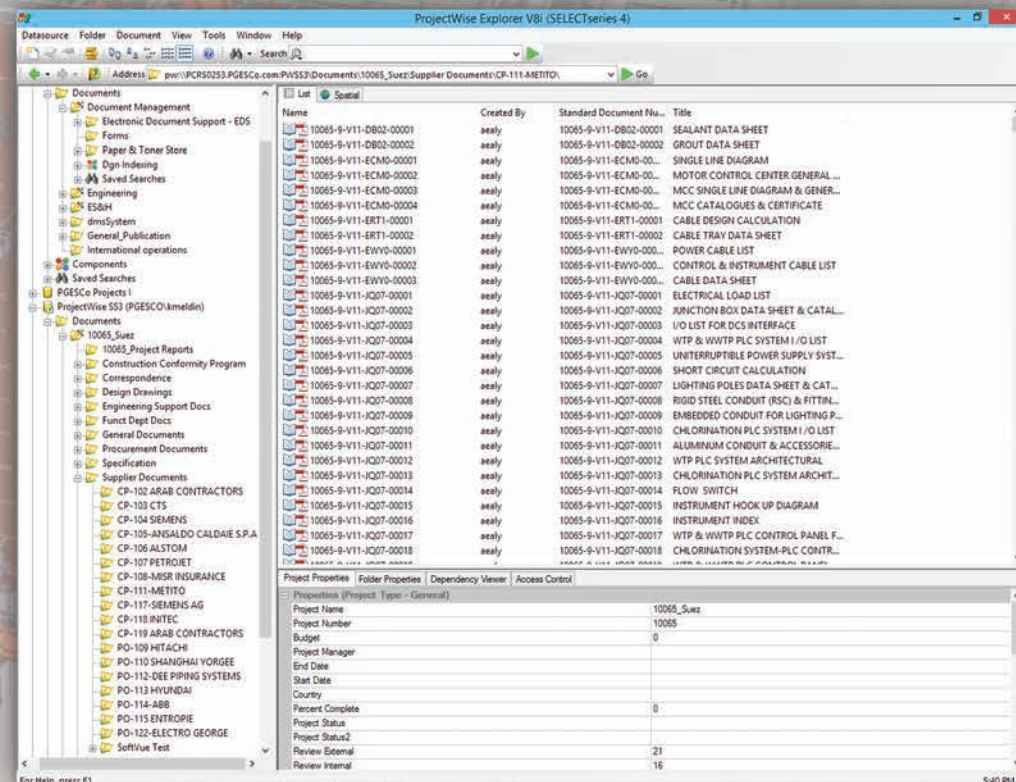 ProjectWise Explorer V8i (SELECTseries 4)
Datasource Folder Document View Tools Window Help
Search
Address pw:\\PCRS0253.PGESCo.com:PWSS3\Documents\10065_Suez\Supplier Documents\CP-111-METITO\ Go
Documents
Document Management
Electronic Document Support - EDS
Forms
Paper & Toner Store
Dgn Indexing
Saved Searches
Engineering
ES&H
dmsSystem
General_Publication
International operations
Components
Saved Searches
PGESCo Projects I
ProjectWise SS3 (PGESCO\kmeldin)
Documents
10065_Suez
10065_Project Reports
Construction Conformity Program
Correspondence
Design Drawings
Engineering Support Docs
Funct Dept Docs
General Documents
Procurement Documents
Specification
Supplier Documents
CP-102 ARAB CONTRACTORS
CP-103 CTS
CP-104 SIEMENS
CP-105-ANSALDO CALDAIE S.P.A
CP-106 ALSTOM
CP-107 PETROJET
CP-108-MISR INSURANCE
CP-111-METITO
CP-117-SIEMENS AG
CP-118 INITEC
CP-119 ARAB CONTRACTORS
PO-109 HITACHI
PO-110 SHANGHAI YORGEE
PO-112-DEE PIPING SYSTEMS
PO-113 HYUNDAI
PO-114-ABB
PO-115 ENTROPIE
PO-122-ELECTRO GEORGE
SoftVue Test
List Spatial
Name Created By Standard Document Nu... Title
10065-9-V11-DB02-00001 aealy 10065-9-V11-DB02-00001 SEALANT DATA SHEET
10065-9-V11-DB02-00002 aealy 10065-9-V11-DB02-00002 GROUT DATA SHEET
10065-9-V11-ECM0-00001 aealy 10065-9-V11-ECM0-00... SINGLE LINE DIAGRAM
10065-9-V11-ECM0-00002 aealy 10065-9-V11-ECM0-00... MOTOR CONTROL CENTER GENERAL ...
10065-9-V11-ECM0-00003 aealy 10065-9-V11-ECM0-00... MCC SINGLE LINE DIAGRAM & GENER...
10065-9-V11-ECM0-00004 aealy 10065-9-V11-ECM0-00... MCC CATALOGUES & CERTIFICATE
10065-9-V11-ERT1-00001 aealy 10065-9-V11-ERT1-00001 CABLE DESIGN CALCULATION
10065-9-V11-ERT1-00002 aealy 10065-9-V11-ERT1-00002 CABLE TRAY DATA SHEET
10065-9-V11-EWY0-00001 aealy 10065-9-V11-EWY0-000... POWER CABLE LIST
10065-9-V11-EWY0-00002 aealy 10065-9-V11-EWY0-000... CONTROL & INSTRUMENT CABLE LIST
10065-9-V11-EWY0-00003 aealy 10065-9-V11-EWY0-000... CABLE DATA SHEET
10065-9-V11-JQ07-00001 aealy 10065-9-V11-JQ07-00001 ELECTRICAL LOAD LIST
10065-9-V11-JQ07-00002 aealy 10065-9-V11-JQ07-00002 JUNCTION BOX DATA SHEET & CATAL...
10065-9-V11-JQ07-00003 aealy 10065-9-V11-JQ07-00003 I/O LIST FOR DCS INTERFACE
10065-9-V11-JQ07-00004 aealy 10065-9-V11-JQ07-00004 WTP & WWTP PLC SYSTEM I/O LIST
10065-9-V11-JQ07-00005 aealy 10065-9-V11-JQ07-00005 UNITERRUPTIBLE POWER SUPPLY SYST...
10065-9-V11-JQ07-00006 aealy 10065-9-V11-JQ07-00006 SHORT CIRCUIT CALCULATION
10065-9-V11-JQ07-00007 aealy 10065-9-V11-JQ07-00007 LIGHTING POLES DATA SHEET & CAT...
10065-9-V11-JQ07-00008 aealy 10065-9-V11-JQ07-00008 RIGID STEEL CONDUIT (RSC) & FITTIN...
10065-9-V11-JQ07-00009 aealy 10065-9-V11-JQ07-00009 EMBEDDED CONDUIT FOR LIGHTING P...
10065-9-V11-JQ07-00010 aealy 10065-9-V11-JQ07-00010 CHLORINATION PLC SYSTEM I/O LIST
10065-9-V11-JQ07-00011 aealy 10065-9-V11-JQ07-00011 ALUMINUM CONDUIT & ACCESSORIE...
10065-9-V11-JQ07-00012 aealy 10065-9-V11-JQ07-00012 WTP PLC SYSTEM ARCHITECTURAL
10065-9-V11-JQ07-00013 aealy 10065-9-V11-JQ07-00013 CHLORINATION PLC SYSTEM ARCHIT...
10065-9-V11-JQ07-00014 aealy 10065-9-V11-JQ07-00014 FLOW SWITCH
10065-9-V11-JQ07-00015 aealy 10065-9-V11-JQ07-00015 INSTRUMENT HOOK UP DIAGRAM
10065-9-V11-JQ07-00016 aealy 10065-9-V11-JQ07-00016 INSTRUMENT INDEX
10065-9-V11-JQ07-00017 aealy 10065-9-V11-JQ07-00017 WTP & WWTP PLC CONTROL PANEL F...
10065-9-V11-JQ07-00018 aealy 10065-9-V11-JQ07-00018 CHLORINATION SYSTEM-PLC CONTR...
Project Properties Folder Properties Dependency Viewer Access Control
Properties (Project Type - General)
Project Name 10065_Suez
Project Number 10065
Budget 0
Project Manager
End Date
Start Date
Country
Percent Complete 0
Project Status
Project Status2
Review External 21
Review Internal 16
For Help, press F1 5:40 PM